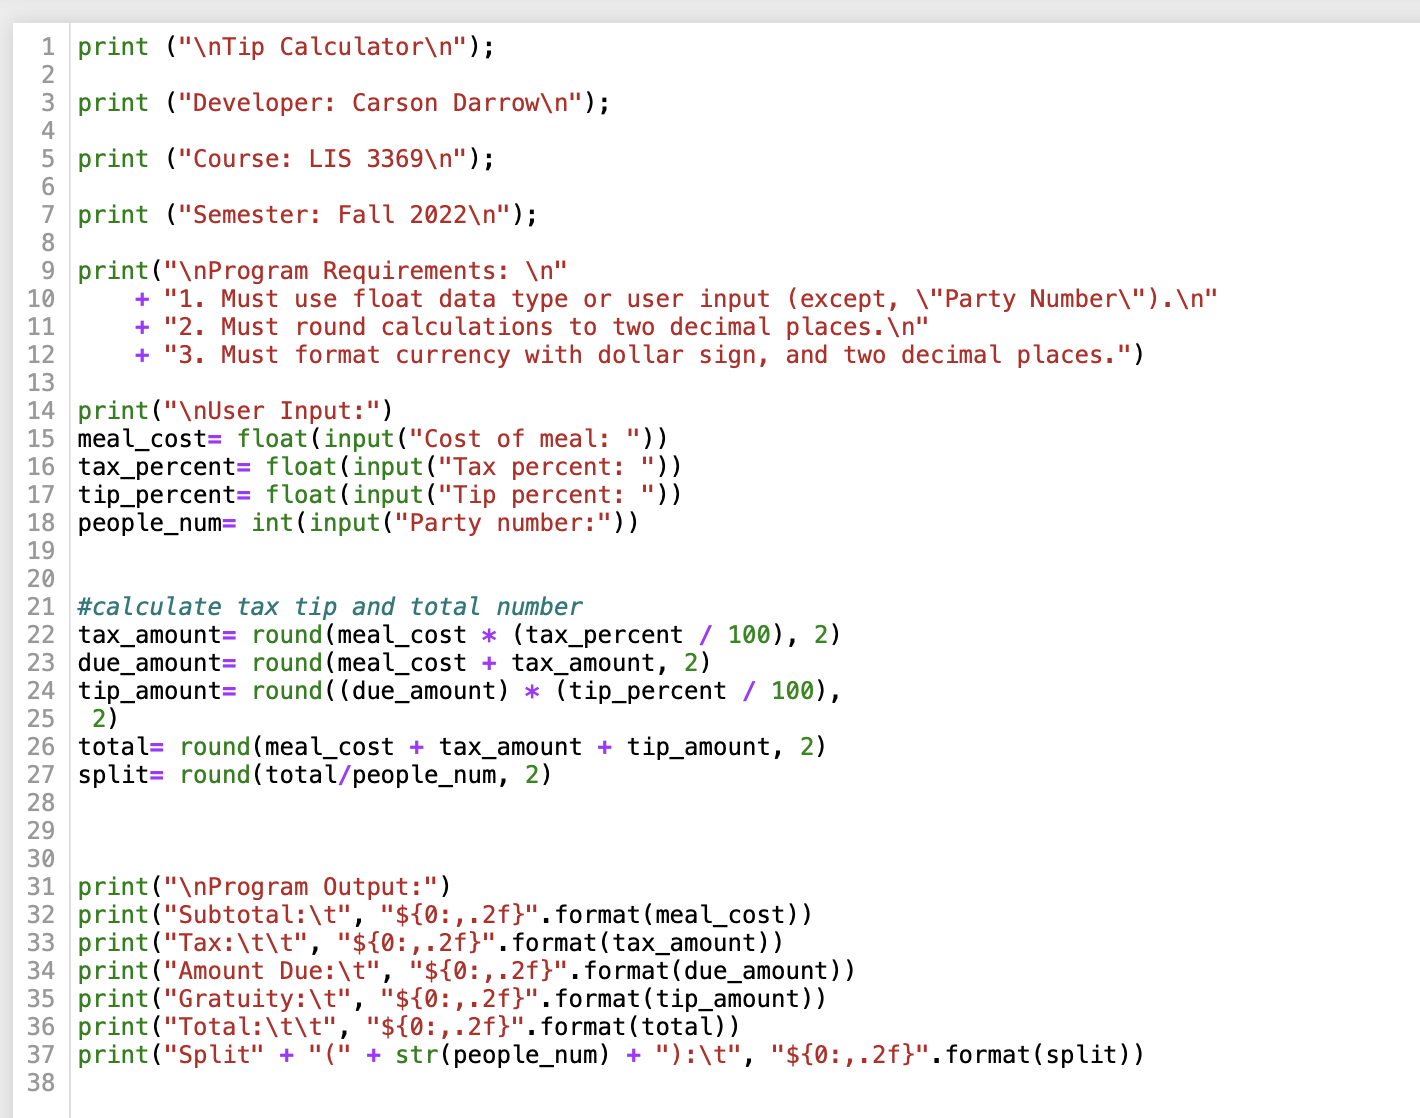 1 print ("\nTip Calculator\n");
2
3 print ("Developer: Carson Darrow\n");
4
5 print ("Course: LIS 3369\n");
6
7 print ("Semester: Fall 2022\n");
8
9 print("\nProgram Requirements: \n"
10     + "1. Must use float data type or user input (except, \"Party Number\").\n"
11     + "2. Must round calculations to two decimal places.\n"
12     + "3. Must format currency with dollar sign, and two decimal places.")
13
14 print("\nUser Input:")
15 meal_cost= float(input("Cost of meal: "))
16 tax_percent= float(input("Tax percent: "))
17 tip_percent= float(input("Tip percent: "))
18 people_num= int(input("Party number:"))
19
20
21 #calculate tax tip and total number
22 tax_amount= round(meal_cost * (tax_percent / 100), 2)
23 due_amount= round(meal_cost + tax_amount, 2)
24 tip_amount= round((due_amount) * (tip_percent / 100),
25  2)
26 total= round(meal_cost + tax_amount + tip_amount, 2)
27 split= round(total/people_num, 2)
28
29
30
31 print("\nProgram Output:")
32 print("Subtotal:\t", "${0:,.2f}".format(meal_cost))
33 print("Tax:\t\t", "${0:,.2f}".format(tax_amount))
34 print("Amount Due:\t", "${0:,.2f}".format(due_amount))
35 print("Gratuity:\t", "${0:,.2f}".format(tip_amount))
36 print("Total:\t\t", "${0:,.2f}".format(total))
37 print("Split" + "(" + str(people_num) + "):\t", "${0:,.2f}".format(split))
38